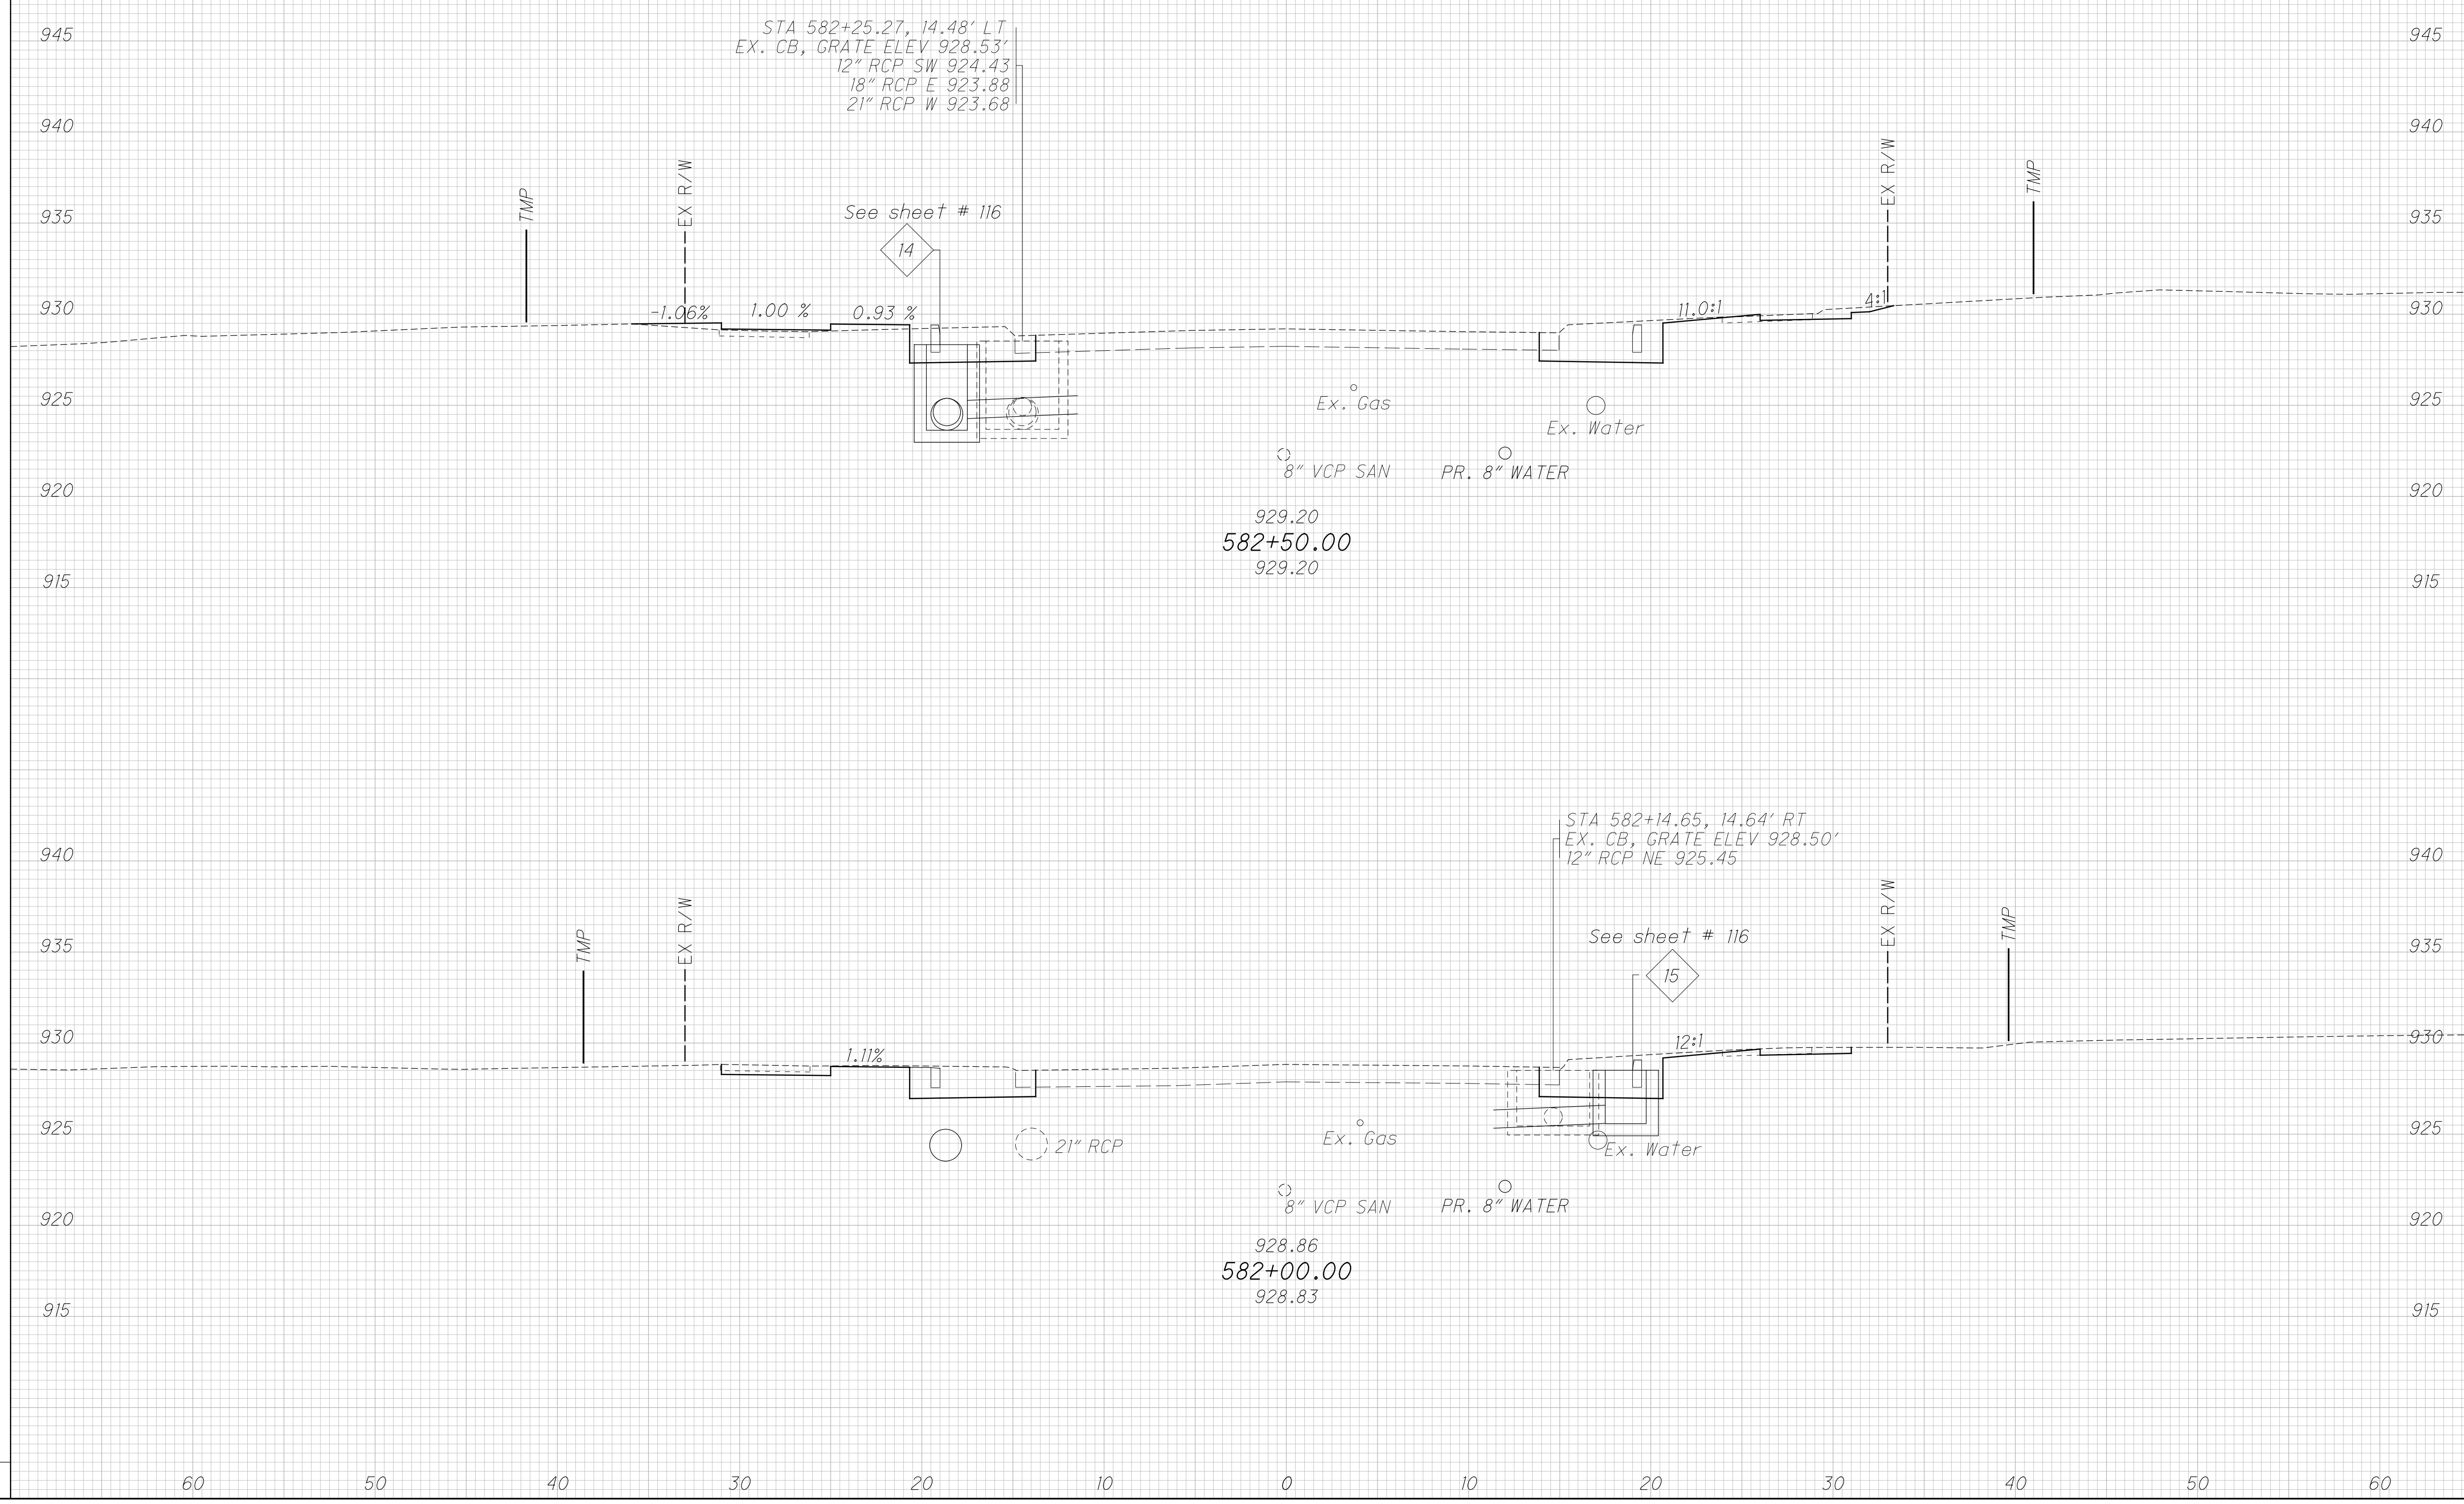 945
945
STA 582+25.27, 14.48' LT
EX. CB, GRATE ELEV 928.53'
12" RCP SW 924.43
18" RCP E 923.88
21" RCP W 923.68
940
940
EX R/W
TMP
EX R/W
TMP
935
935
See sheet # 116
14
930
930
-1.06%
1.00 %
0.93 %
11.0:1
4:1
925
925
Ex. Gas
Ex. Water
8" VCP SAN
PR. 8" WATER
920
920
929.20
582+50.00
929.20
915
915
STA 582+14.65, 14.64' RT
EX. CB, GRATE ELEV 928.50'
12" RCP NE 925.45
940
940
EX R/W
TMP
EX R/W
TMP
935
935
See sheet # 116
15
930
930
1.11%
12:1
925
925
21" RCP
Ex. Gas
Ex. Water
8" VCP SAN
PR. 8" WATER
920
920
928.86
582+00.00
928.83
915
915
60 50 40 30 20 10 0 10 20 30 40 50 60